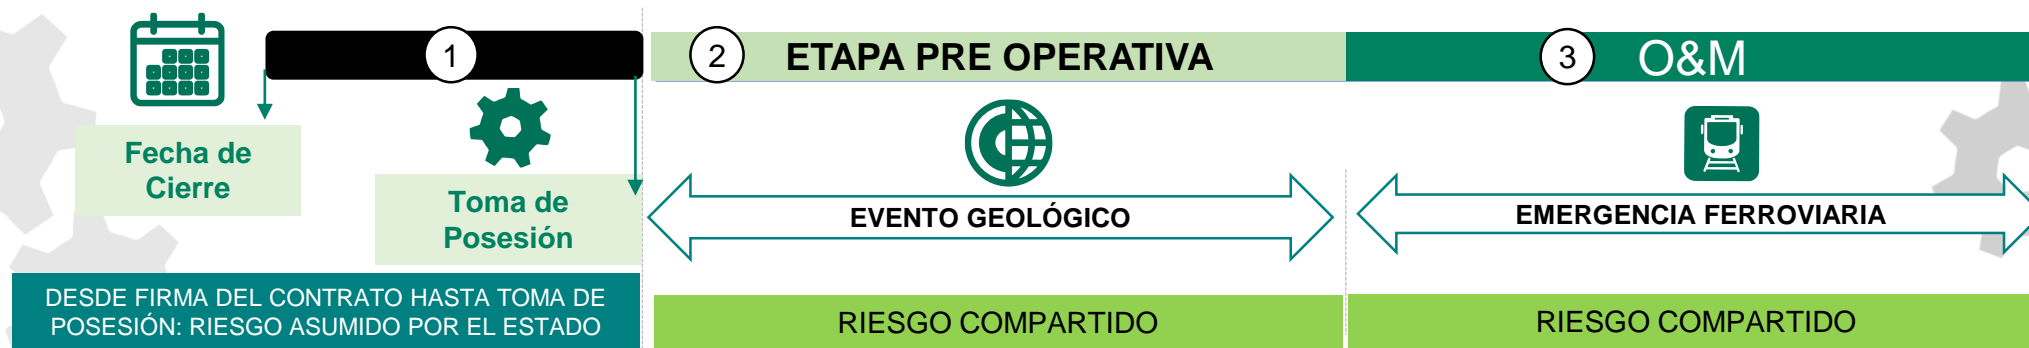 1
2
ETAPA PRE OPERATIVA
3
O&M
Fecha de
Cierre
Toma de
Posesión
EVENTO GEOLÓGICO
EMERGENCIA FERROVIARIA
DESDE FIRMA DEL CONTRATO HASTA TOMA DE
POSESIÓN: RIESGO ASUMIDO POR EL ESTADO
RIESGO COMPARTIDO
RIESGO COMPARTIDO